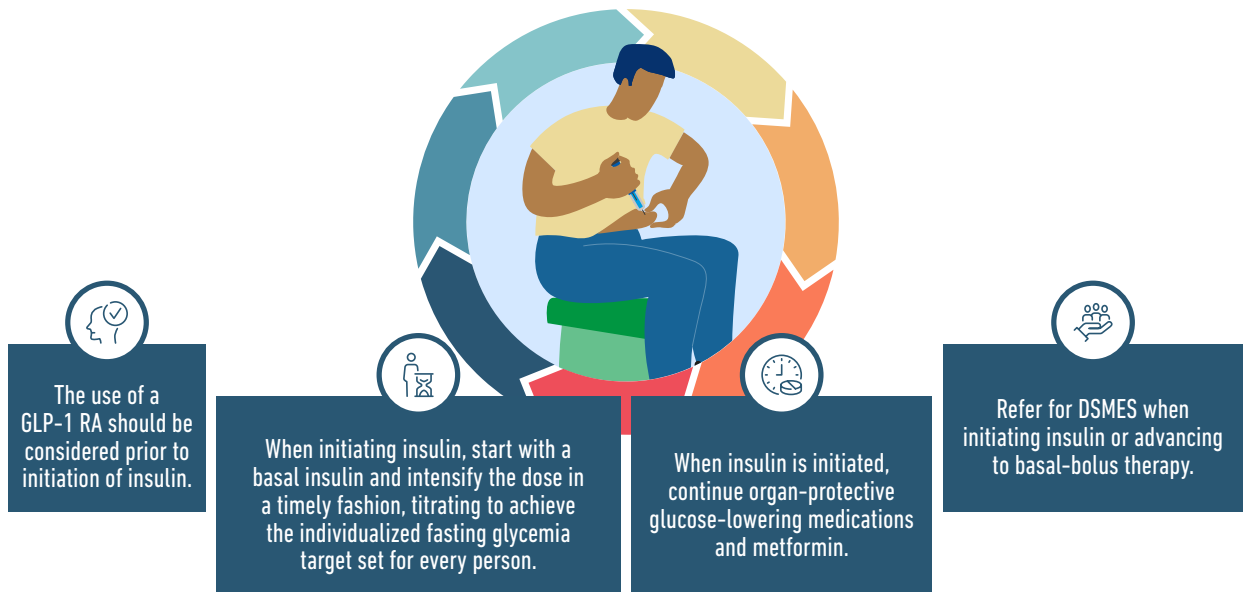 The use of a
GLP-1 RA should be
considered prior to
initiation of insulin.
When initiating insulin, start with a
basal insulin and intensify the dose in
a timely fashion, titrating to achieve
the individualized fasting glycemia
target set for every person.
When insulin is initiated,
continue organ-protective
glucose-lowering medications
and metformin.
Refer for DSMES when
initiating insulin or advancing
to basal-bolus therapy.